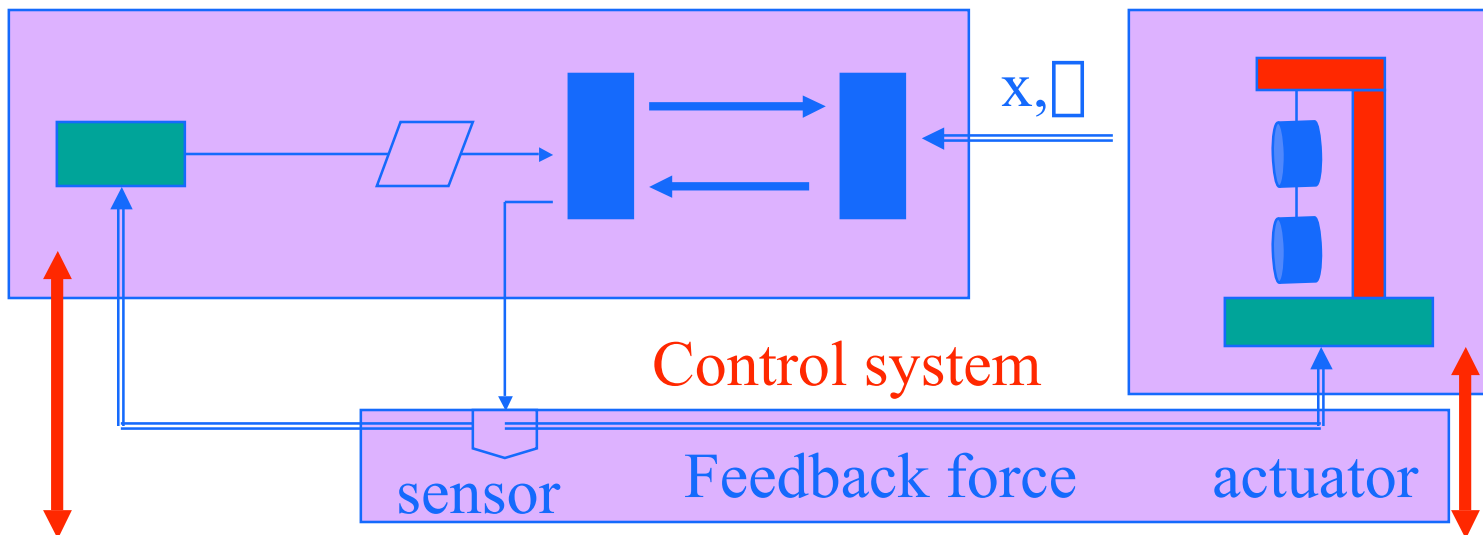 x,
Control system
sensor
Feedback force
actuator